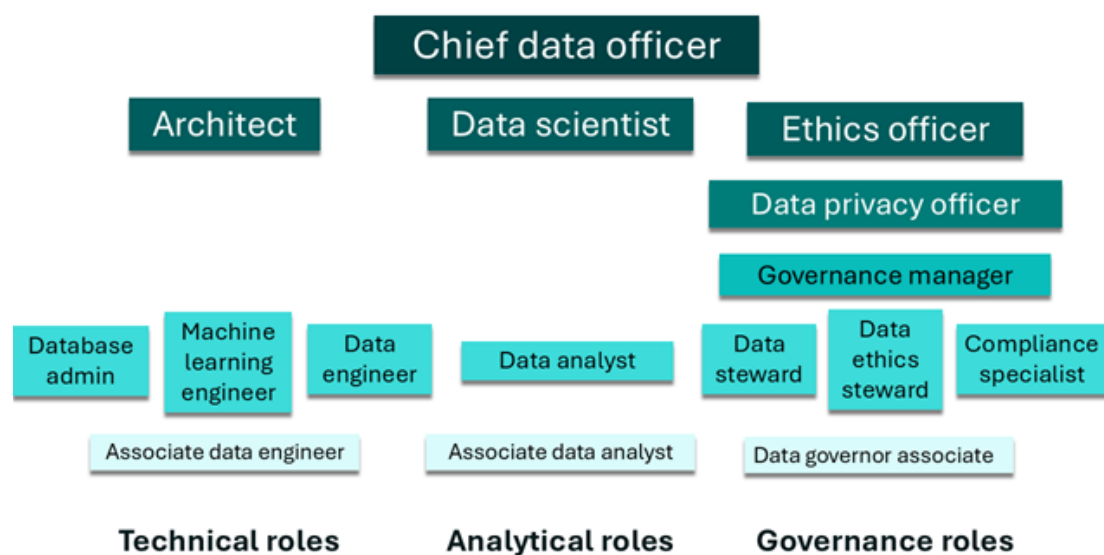 Chief data officer
Architect
Data scientist
Ethics officer
Data privacy officer
Governance manager
Database
admin
Machine
learning
engineer
Data
engineer
Data analyst
Data
steward
Data
ethics
steward
Compliance
specialist
Associate data engineer
Associate data analyst
Data governor associate
Technical roles
Analytical roles
Governance roles